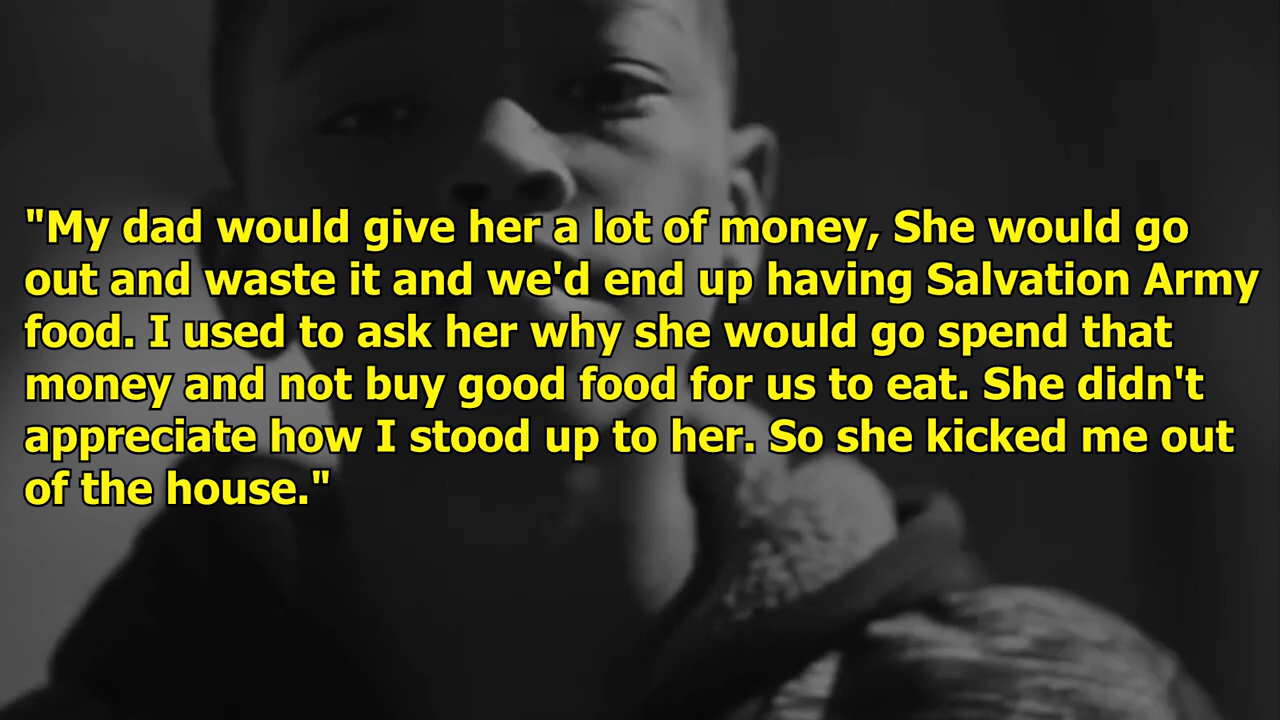 "My dad would give her a lot of money, She would go
out and waste it and we'd end up having Salvation Army
food. I used to ask her why she would go spend that
money and not buy good food for us to eat. She didn't
appreciate how I stood up to her. So she kicked me out
of the house."